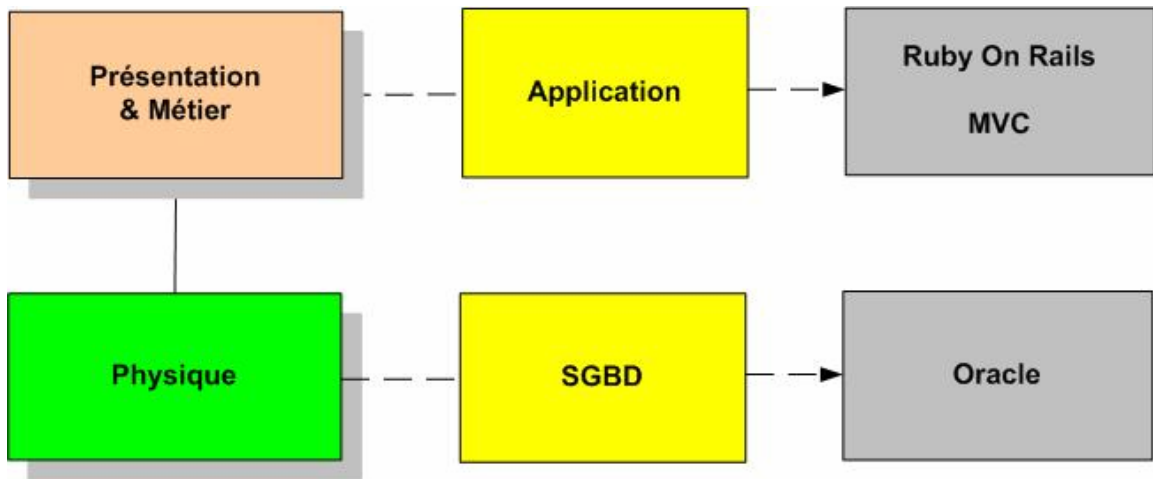 Présentation
& Métier
Application
Ruby On Rails
MVC
Physique
SGBD
Oracle